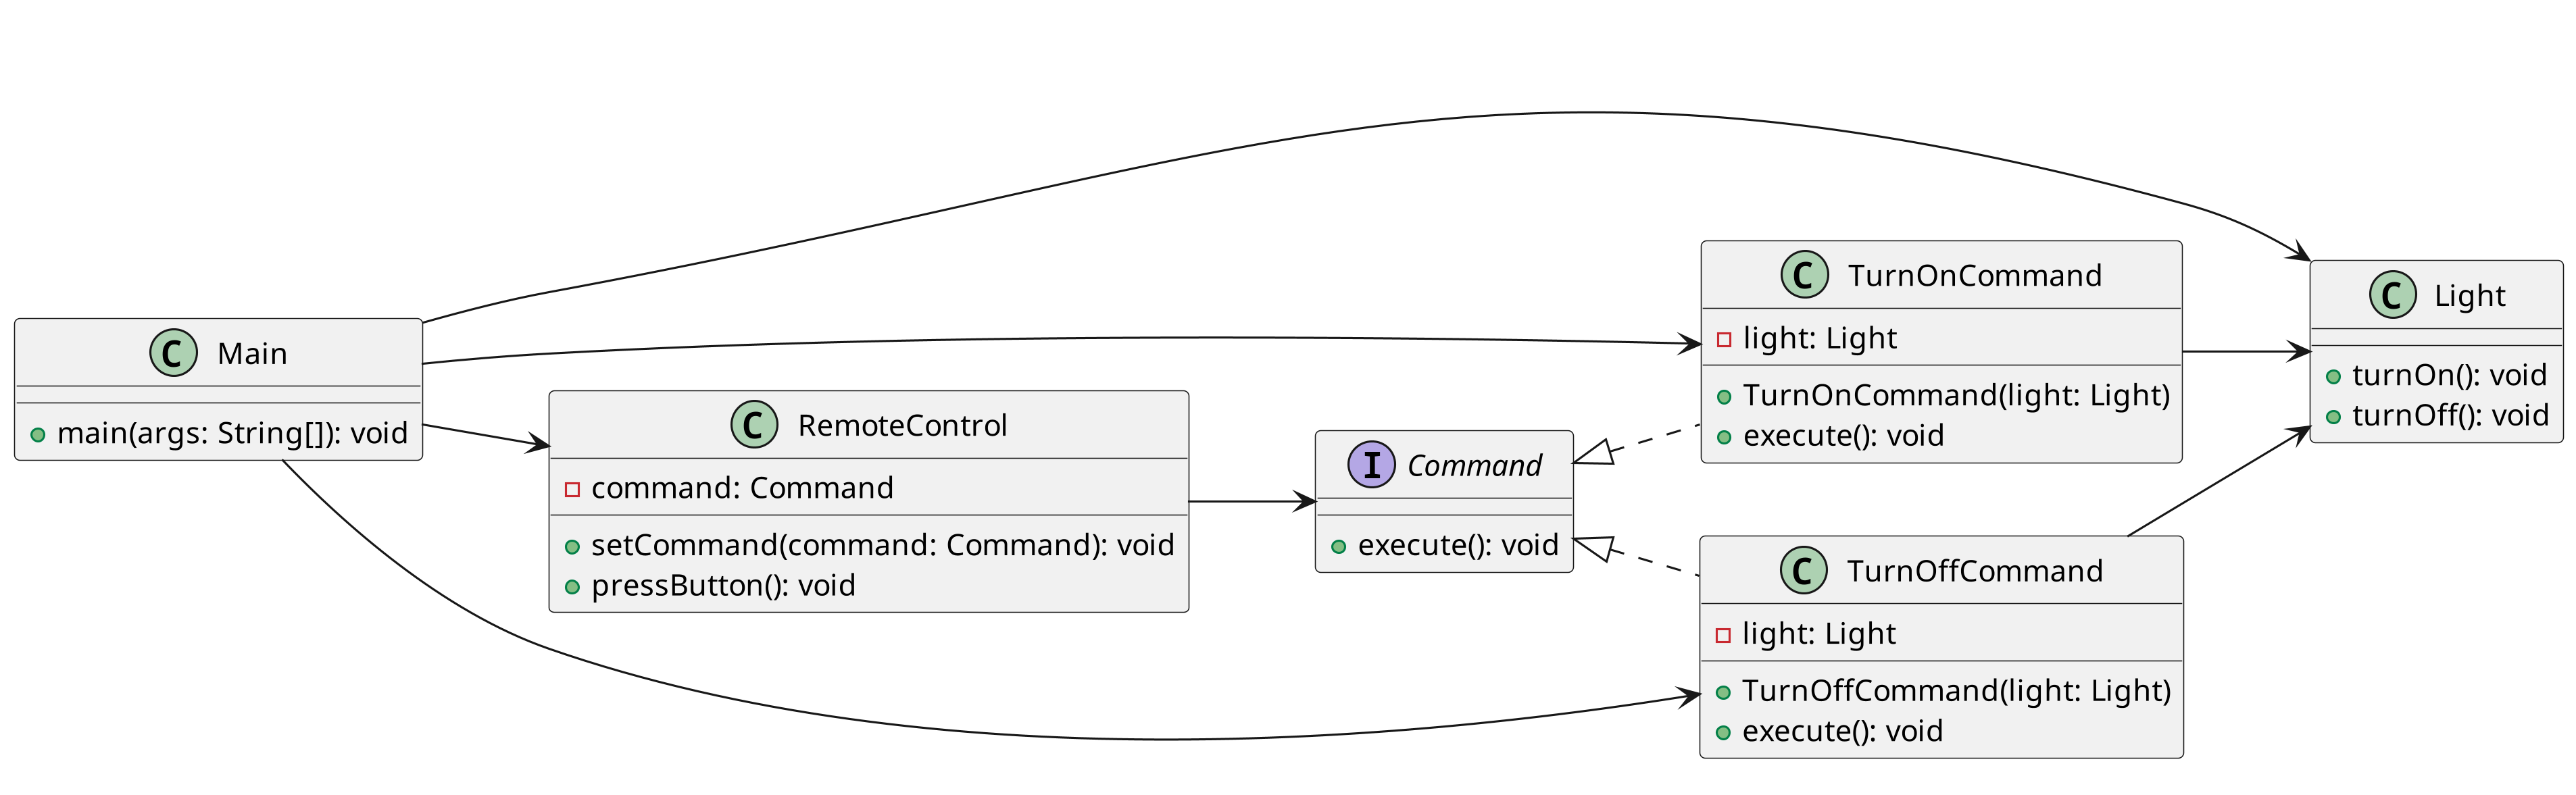 C Main
main(args: String[]): void
C RemoteControl
command: Command
setCommand(command: Command): void
pressButton(): void
I Command
execute(): void
C TurnOnCommand
light: Light
TurnOnCommand(light: Light)
execute(): void
C TurnOffCommand
light: Light
TurnOffCommand(light: Light)
execute(): void
C Light
turnOn(): void
turnOff(): void